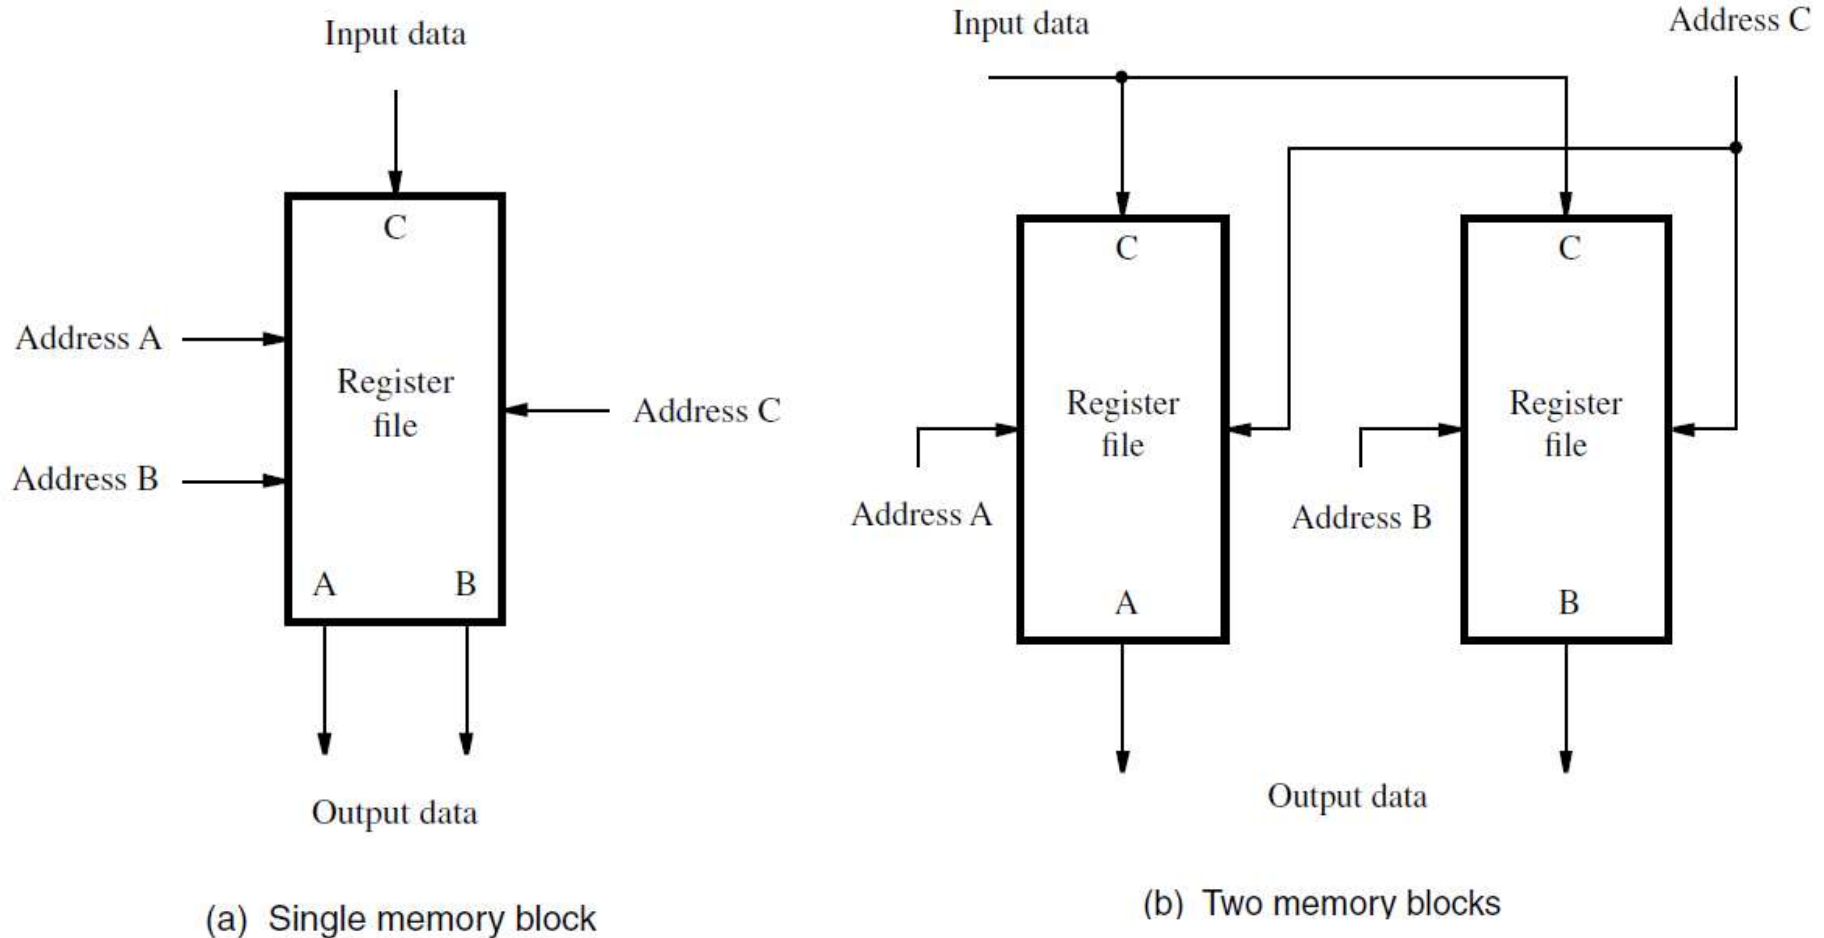 Input data
C
Address A
Register
file
Address C
Address B
A B
Output data
(a) Single memory block
Input data
Address C
C
C
Register
file
Register
file
Address A
Address B
A
B
Output data
(b) Two memory blocks